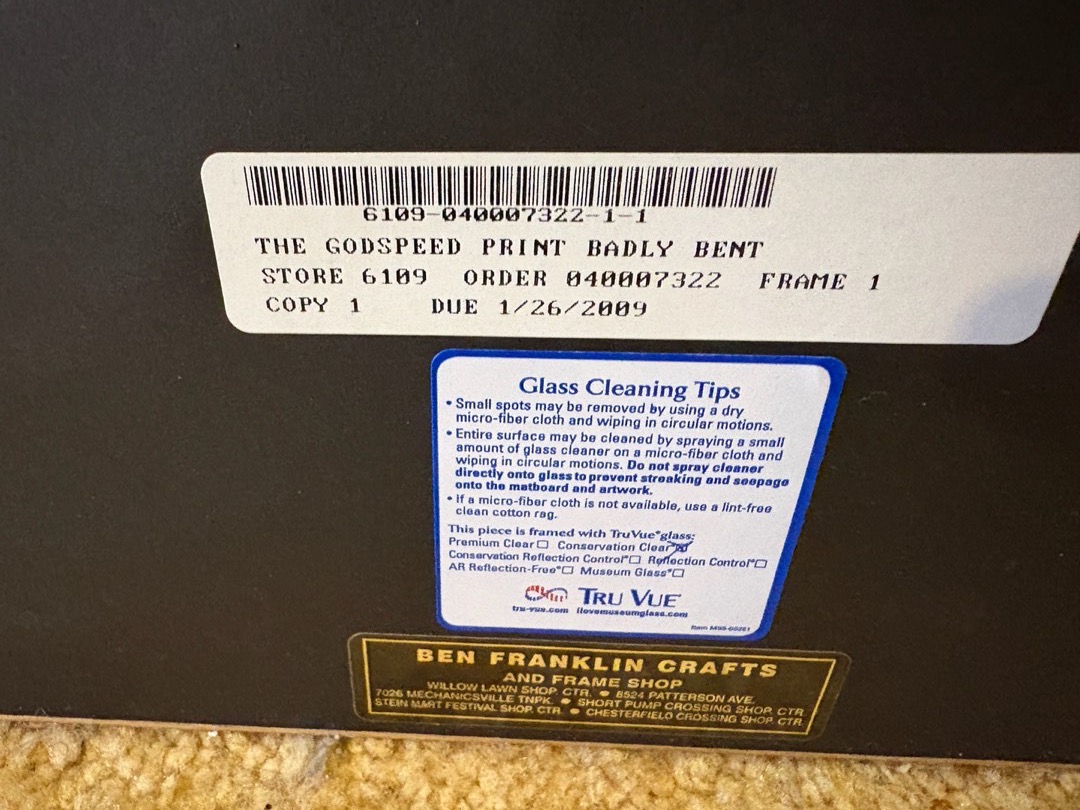 6109-040007322-1-1
THE GODSPEED PRINT BADLY BENT
STORE 6109 ORDER 040007322 FRAME 1
COPY 1 DUE 1/26/2009
Glass Cleaning Tips
• Small spots may be removed by using a dry
micro-fiber cloth and wiping in circular motions.
• Entire surface may be cleaned by spraying a small
amount of glass cleaner on a micro-fiber cloth and
wiping in circular motions. Do not spray cleaner
directly onto glass to prevent streaking and seepage
onto the matboard and artwork.
• If a micro-fiber cloth is not available, use a lint-free
clean cotton rag.
This piece is framed with Tru Vue® glass:
Premium Clear☐ Conservation Clear☒
Conservation Reflection Control®☐ Reflection Control®☐
AR Reflection-Free®☐ Museum Glass®☐
TRU VUE
tru-vue.com ilovemuseumglass.com
BEN FRANKLIN CRAFTS
AND FRAME SHOP
WILLOW LAWN SHOP. CTR. • 8524 PATTERSON AVE.
7026 MECHANICSVILLE TNPK. • SHORT PUMP CROSSING SHOP. CTR.
STEIN MART FESTIVAL SHOP. CTR. • CHESTERFIELD CROSSING SHOP. CTR.